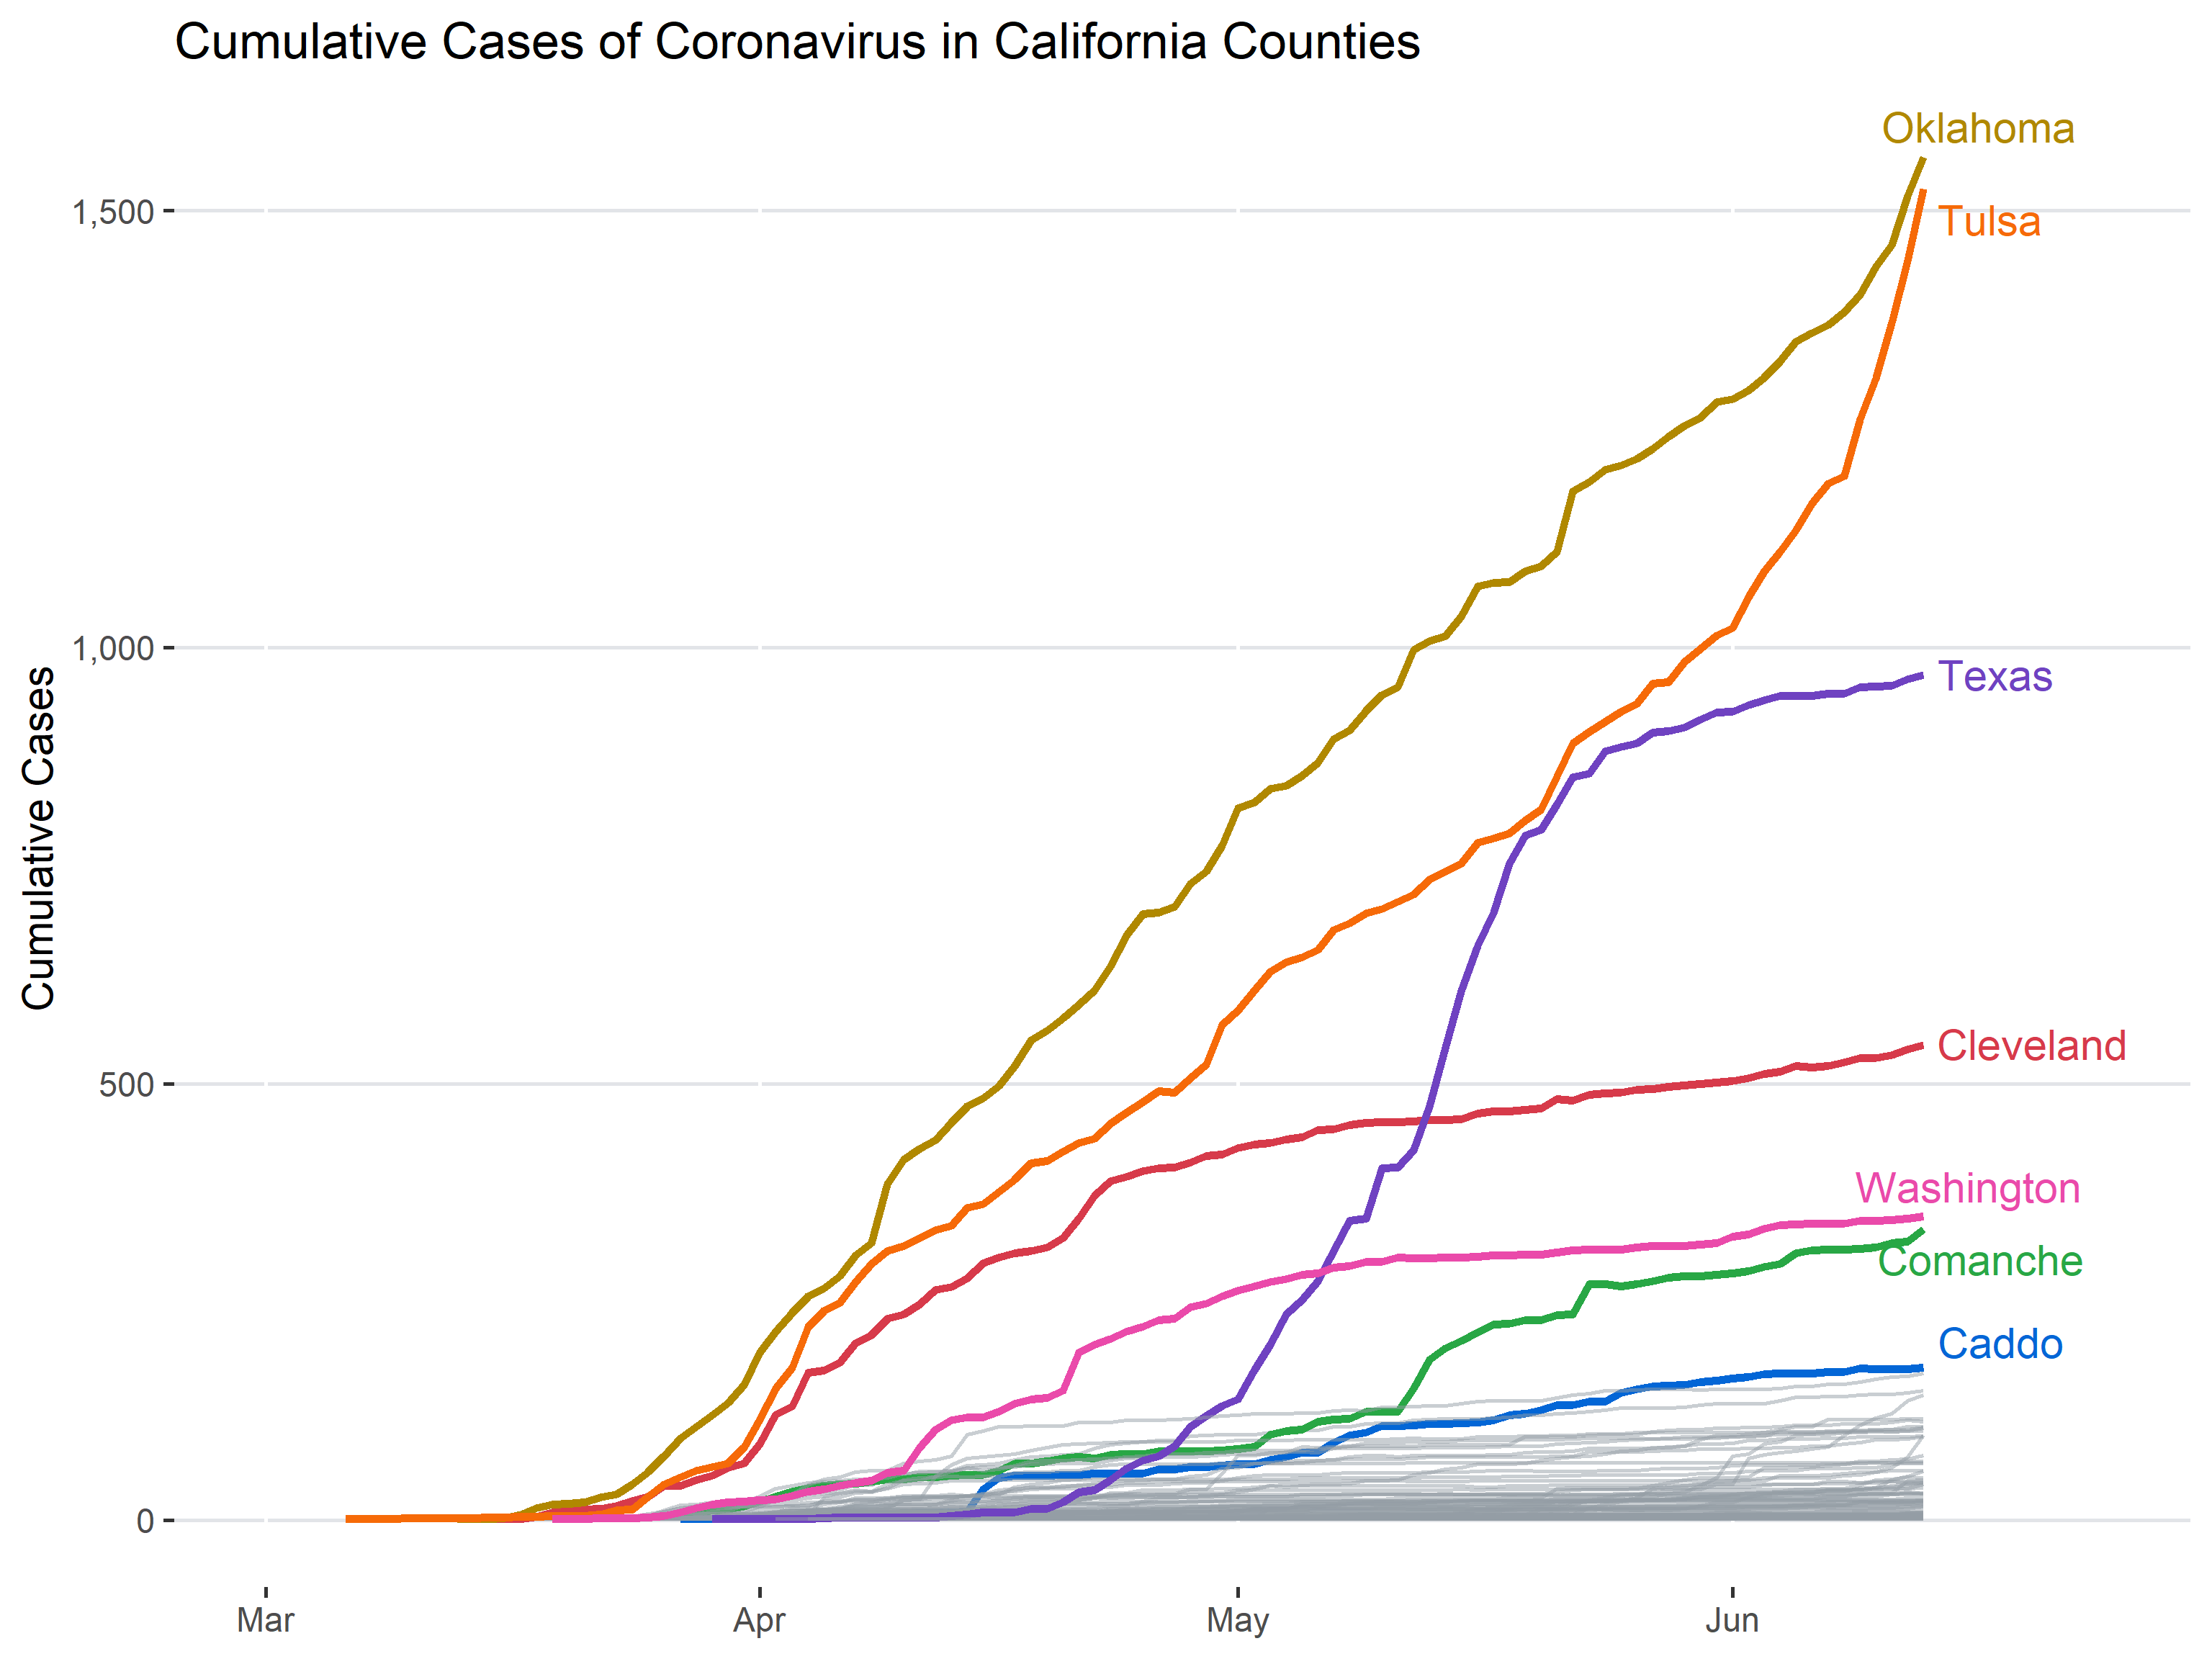 Cumulative Cases of Coronavirus in California Counties
Oklahoma
1,500
Tulsa
1,000
Texas
Cumulative Cases
500
Cleveland
Washington
Comanche
Caddo
0
Mar
Apr
May
Jun